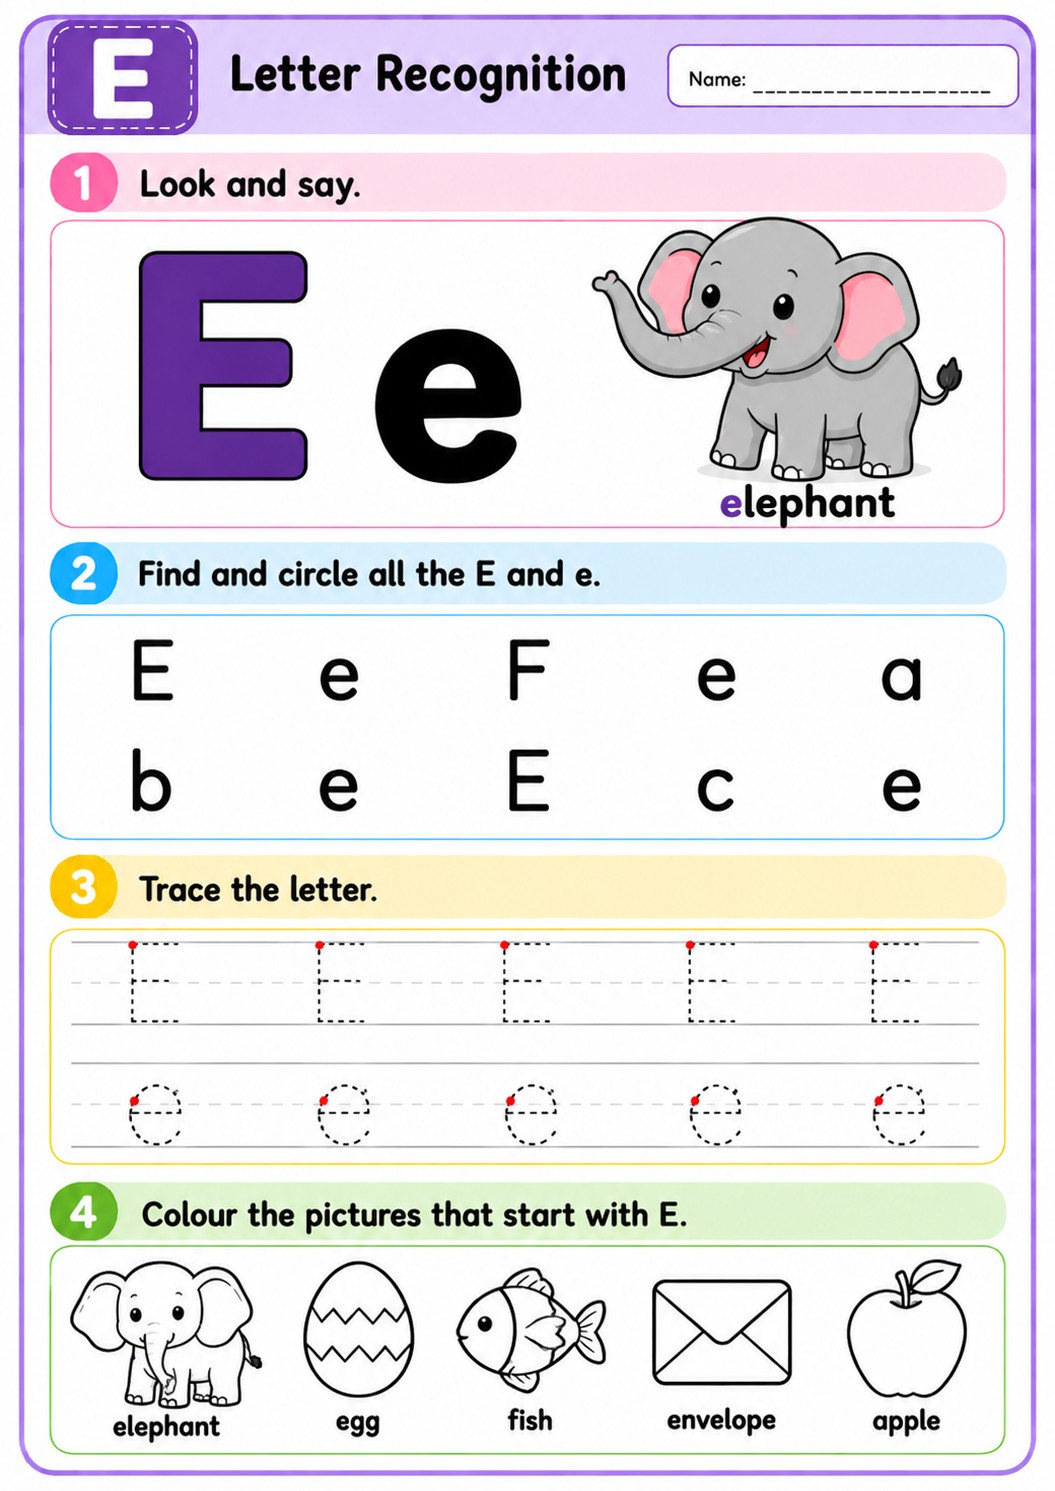 E
Letter Recognition
Name: ____________________
1 Look and say.
E e
elephant
2 Find and circle all the E and e.
E e F e a
b e E c e
3 Trace the letter.
E E E E E
e e e e e
4 Colour the pictures that start with E.
elephant egg fish envelope apple